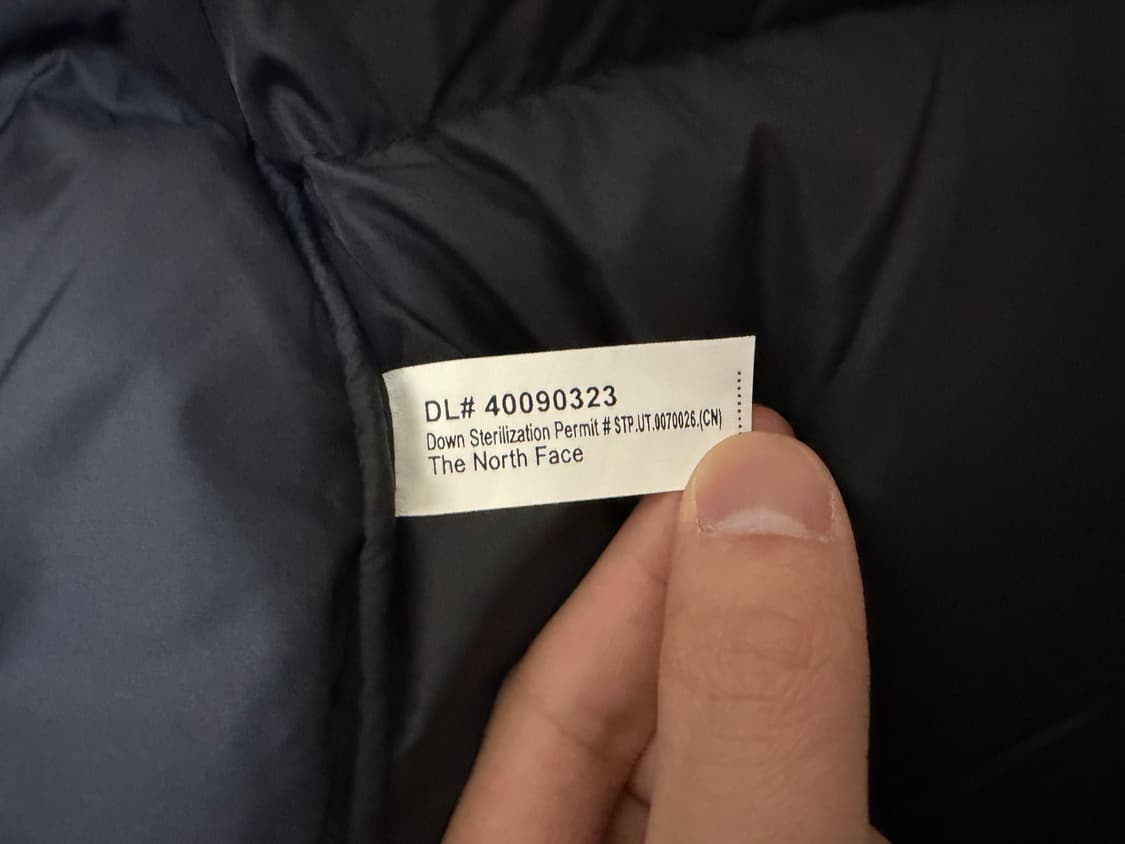 DL# 40090323
Down Sterilization Permit # STP.UT.0070026.(CN)
The North Face